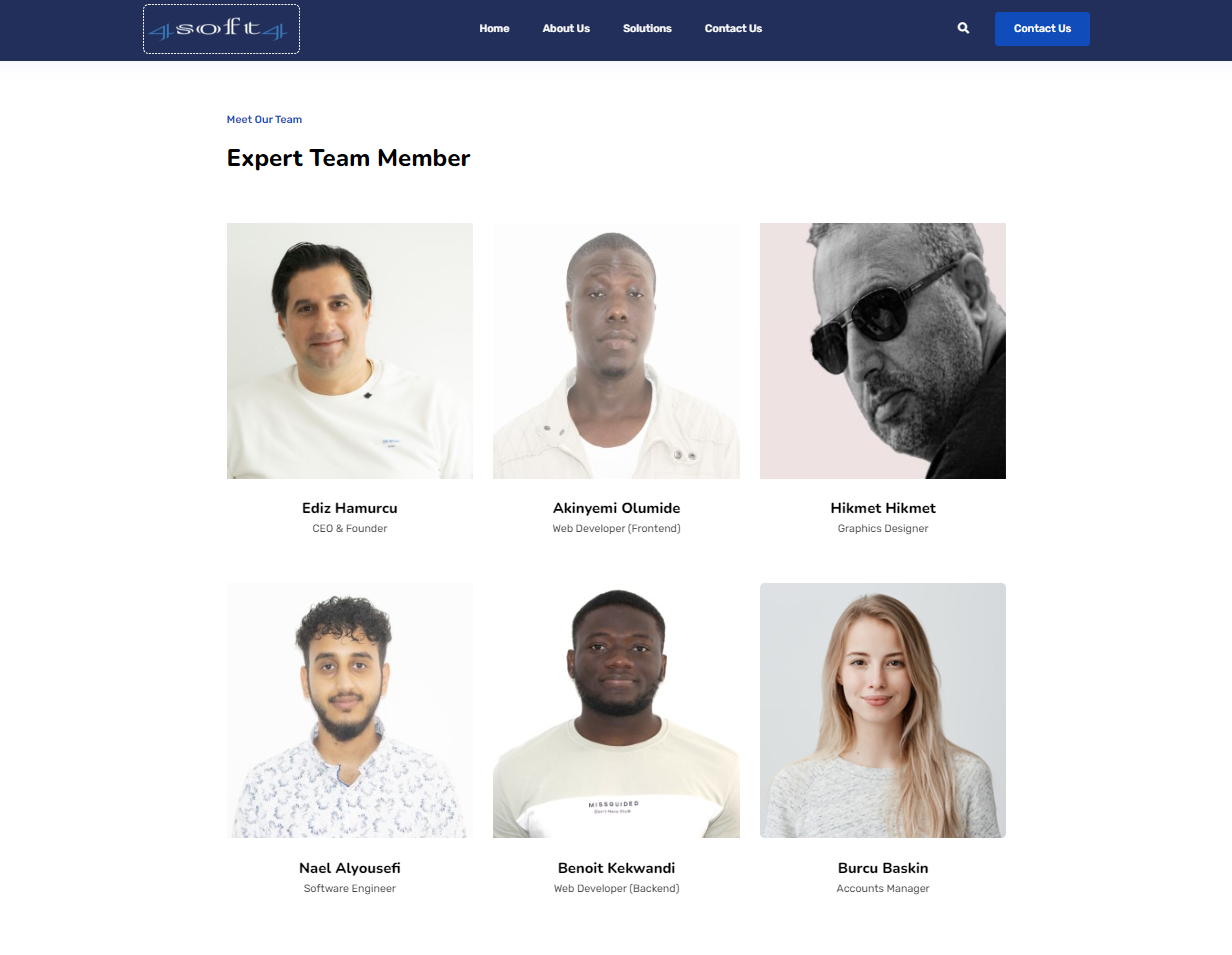 4soft4
Home About Us Solutions Contact Us Contact Us
Meet Our Team
Expert Team Member
Ediz Hamurcu Akinyemi Olumide Hikmet Hikmet
CEO & Founder Web Developer (Frontend) Graphics Designer
MISSGUIDED
Nael Alyousefi Benoit Kekwandi Burcu Baskin
Software Engineer Web Developer (Backend) Accounts Manager